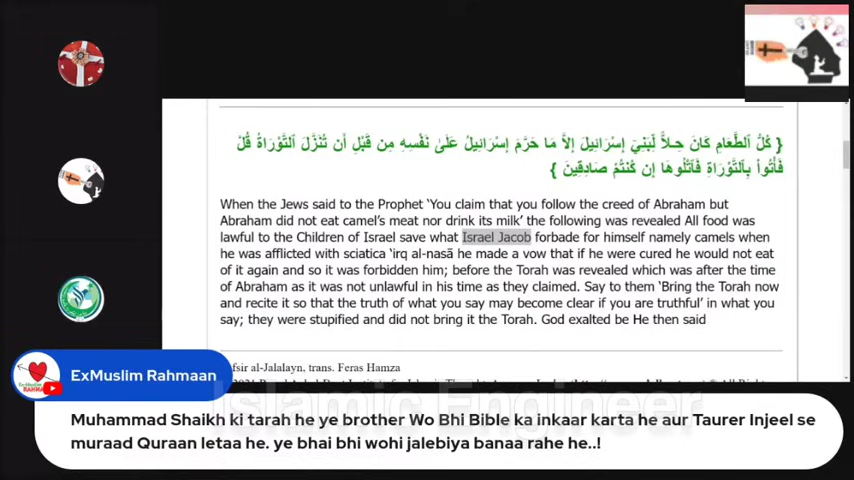 { كُلُّ ٱلطَّعَامِ كَانَ حِـلاًّ لِّبَنِيۤ إِسْرَائِيلَ إِلاَّ مَا حَرَّمَ إِسْرَائِيلُ عَلَىٰ نَفْسِهِ مِن قَبْلِ أَن تُنَزَّلَ ٱلتَّوْرَاةُ قُلْ
فَأْتُواْ بِٱلتَّوْرَاةِ فَٱتْلُوهَا إِن كُنْتُمْ صَادِقِينَ }
When the Jews said to the Prophet ‘You claim that you follow the creed of Abraham but
Abraham did not eat camel’s meat nor drink its milk’ the following was revealed All food was
lawful to the Children of Israel save what Israel Jacob forbade for himself namely camels when
he was afflicted with sciatica ‘irq al-nasā he made a vow that if he were cured he would not eat
of it again and so it was forbidden him; before the Torah was revealed which was after the time
of Abraham as it was not unlawful in his time as they claimed. Say to them ‘Bring the Torah now
and recite it so that the truth of what you say may become clear if you are truthful’ in what you
say; they were stupified and did not bring it the Torah. God exalted be He then said
afsir al-Jalalayn, trans. Feras Hamza
ExMuslim Rahmaan
Islamic Engineer
Muhammad Shaikh ki tarah he ye brother Wo Bhi Bible ka inkaar karta he aur Taurer Injeel se
muraad Quraan letaa he. ye bhai bhi wohi jalebiya banaa rahe he..!